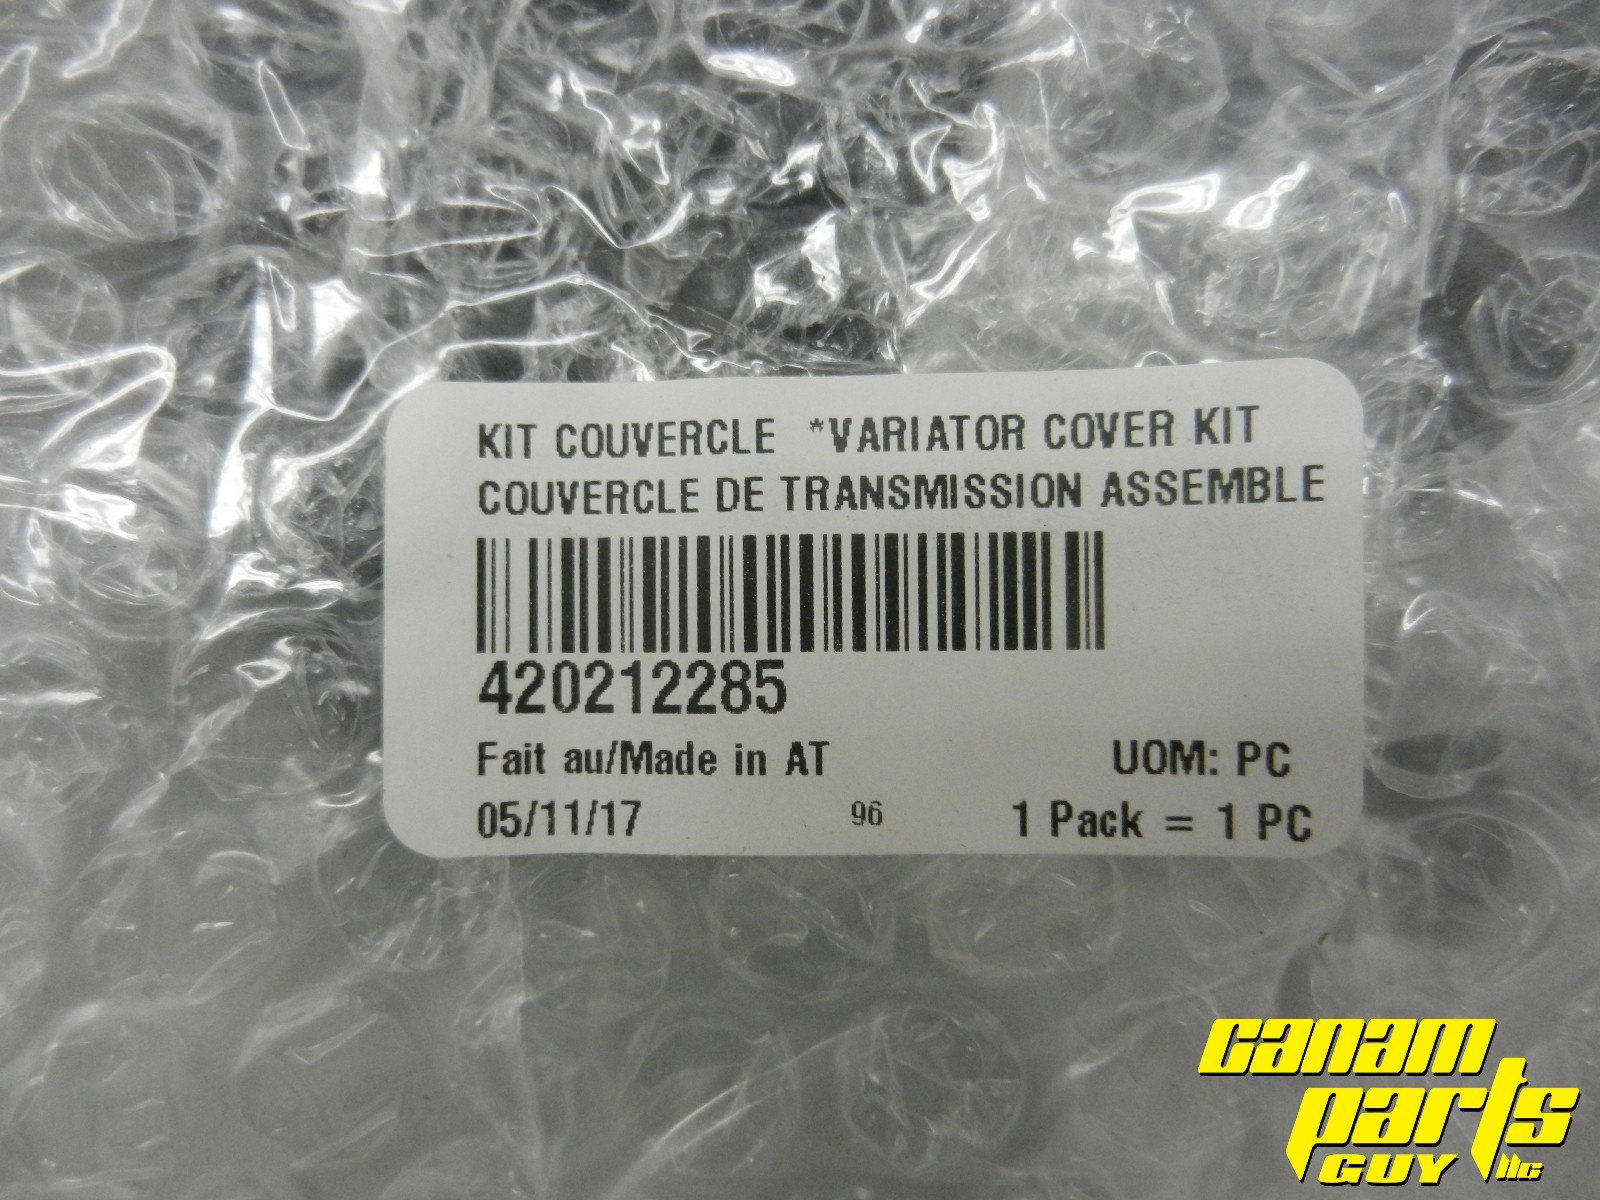 KIT COUVERCLE *VARIATOR COVER KIT
COUVERCLE DE TRANSMISSION ASSEMBLE
420212285
Fait au/Made in AT UOM: PC
05/11/17 96 1 Pack = 1 PC
canam
parts
GUY llc